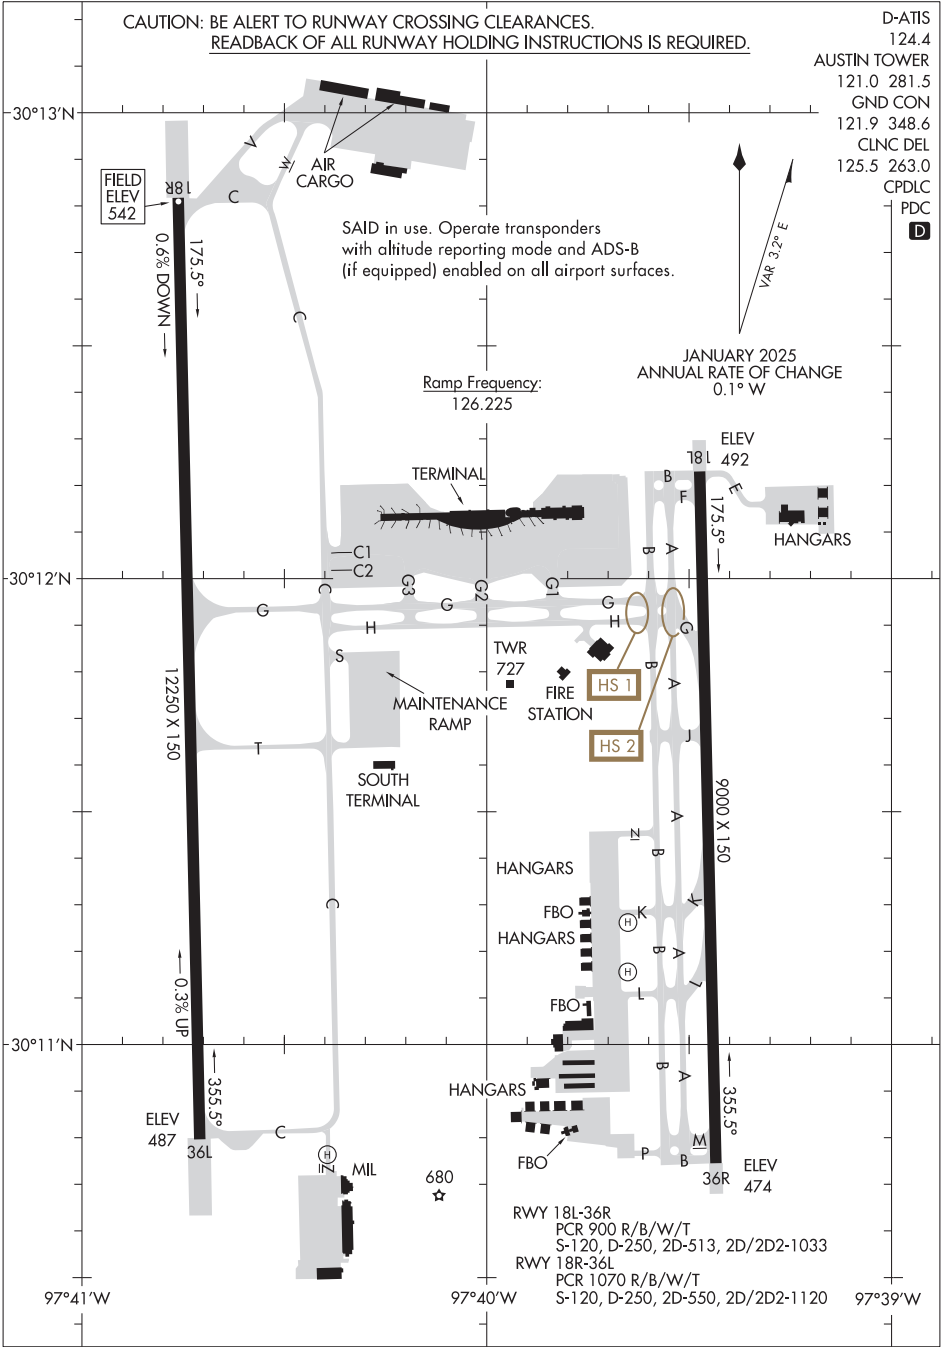 CAUTION: BE ALERT TO RUNWAY CROSSING CLEARANCES.
READBACK OF ALL RUNWAY HOLDING INSTRUCTIONS IS REQUIRED.
D-ATIS
124.4
AUSTIN TOWER
121.0 281.5
GND CON
121.9 348.6
CLNC DEL
125.5 263.0
CPDLC
PDC
D
30°13'N
V
W
AIR
CARGO
FIELD
ELEV
542
18R
C
0.6% DOWN
175.5°
SAID in use. Operate transponders
with altitude reporting mode and ADS-B
(if equipped) enabled on all airport surfaces.
VAR 3.2° E
JANUARY 2025
ANNUAL RATE OF CHANGE
0.1° W
C
Ramp Frequency:
126.225
TERMINAL
18L
ELEV
492
B
F
E
175.5°
HANGARS
B
A
C1
C2
30°12'N
C
G3
G2
G1
G
G
G
H
H
G
S
TWR
727
FIRE
STATION
HS 1
B
A
MAINTENANCE
RAMP
HS 2
J
T
12250 X 150
SOUTH
TERMINAL
9000 X 150
A
N
B
HANGARS
FBO
K
K
H
HANGARS
C
B
A
H
L
L
FBO
0.3% UP
30°11'N
B
A
HANGARS
355.5°
355.5°
ELEV
487
36L
C
H
Z
MIL
680
FBO
P
B
M
36R
ELEV
474
RWY 18L-36R
PCR 900 R/B/W/T
S-120, D-250, 2D-513, 2D/2D2-1033
RWY 18R-36L
PCR 1070 R/B/W/T
S-120, D-250, 2D-550, 2D/2D2-1120
97°41'W
97°40'W
97°39'W